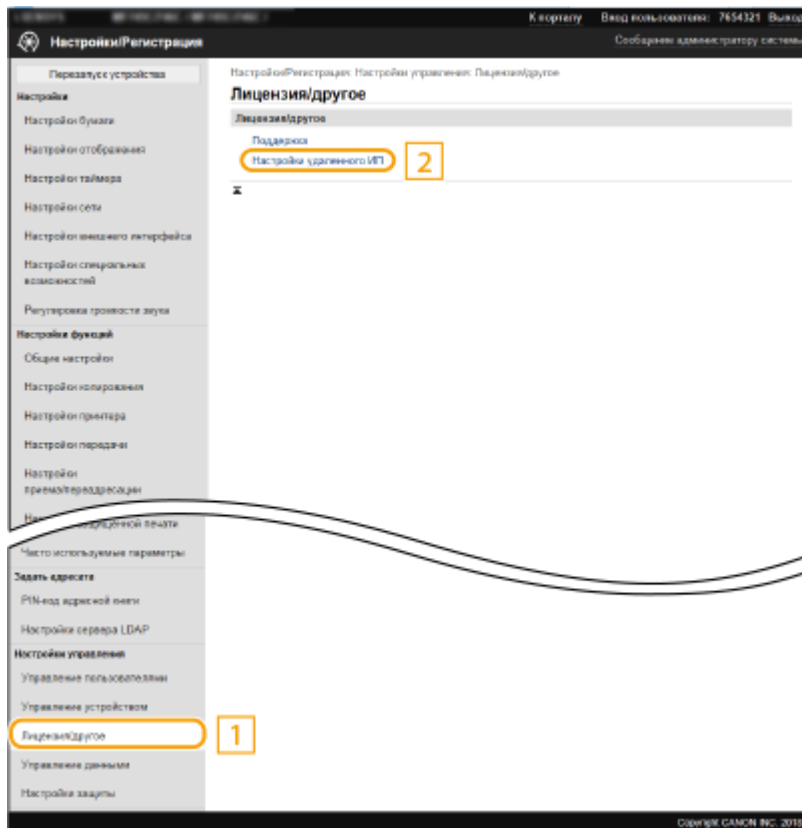 К порталу Вход пользователя: 7654321 Выход
Настройки/Регистрация
Сообщение администратору системы
Перезапуск устройства
Настройки
Настройки бумаги
Настройки отображения
Настройки таймера
Настройки сети
Настройки внешнего интерфейса
Настройки специальных
возможностей
Регулировка громкости звука
Настройки функций
Общие настройки
Настройки копирования
Настройки принтера
Настройки передачи
Настройки
приема/переадресации
защищённой печати
Часто используемые параметры
Задать адресата
PIN-код адресной книги
Настройки сервера LDAP
Настройки управления
Управление пользователями
Управление устройством
Лицензия/другое
1
Управление данными
Настройки защиты
Настройки/Регистрация: Настройки управления: Лицензия/другое
Лицензия/другое
Лицензия/другое
Поддержка
Настройки удаленного ИП
2
Copyright CANON INC. 2018